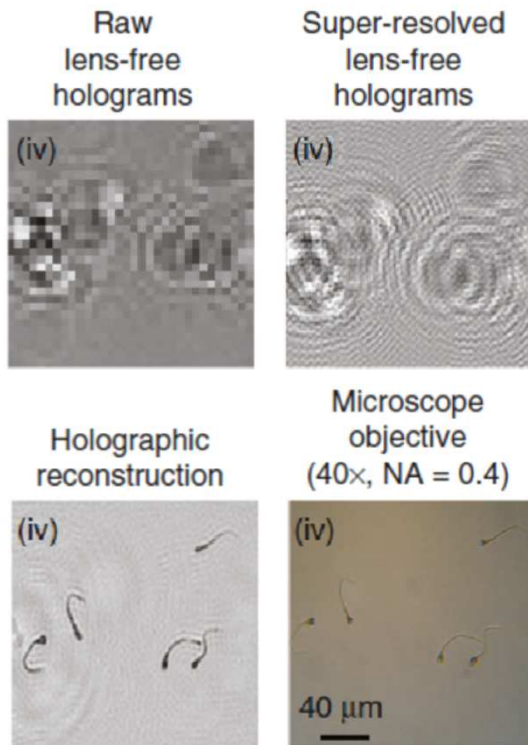 Raw
lens-free
holograms
Super-resolved
lens-free
holograms
(iv)
(iv)
Holographic
reconstruction
Microscope
objective
(40×, NA = 0.4)
(iv)
(iv)
40 µm